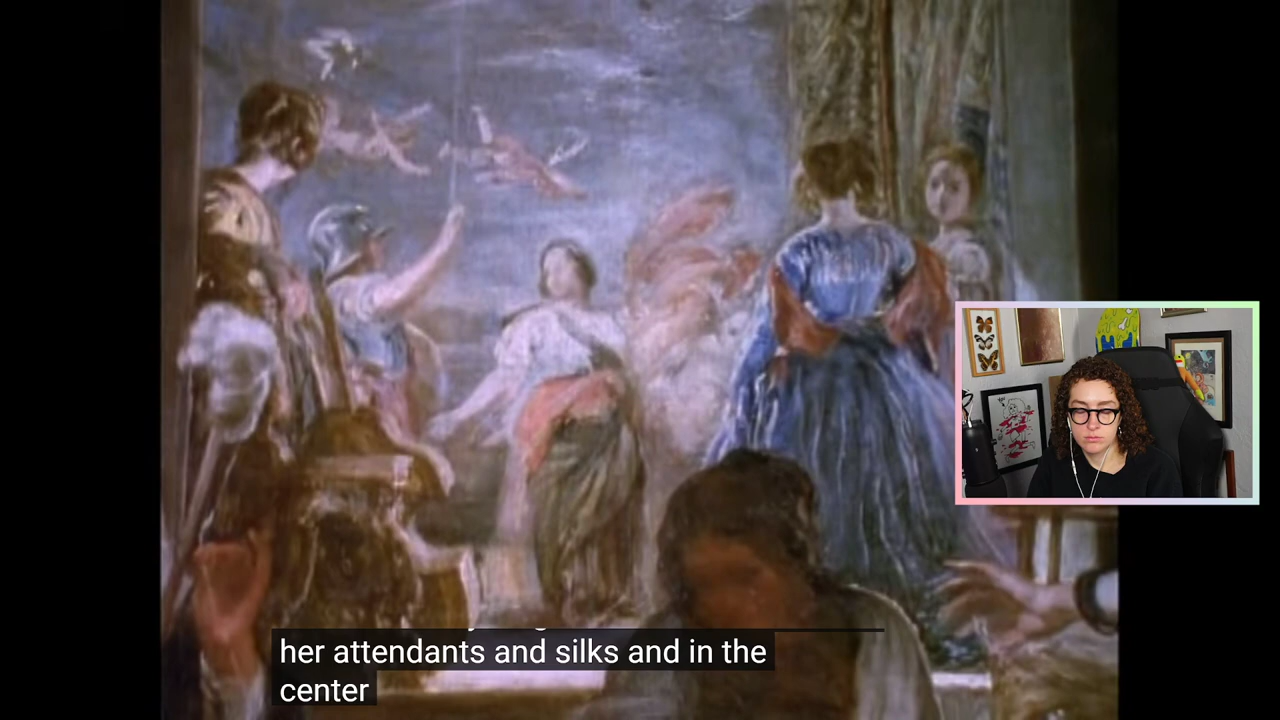 her attendants and silks and in the
center